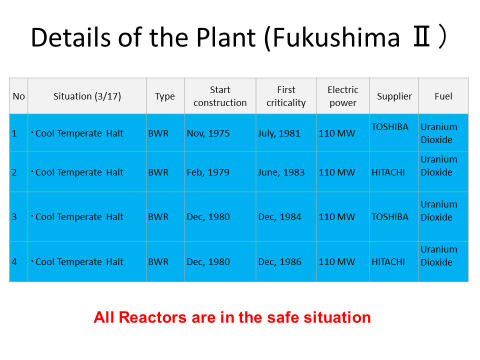 Details of the Plant (Fukushima Ⅱ）
No Situation (3/17) Type Start construction First criticality Electric power Supplier Fuel
1 ・Cool Temperate Halt BWR Nov, 1975 July, 1981 110 MW TOSHIBA Uranium Dioxide
2 ・Cool Temperate Halt BWR Feb, 1979 June, 1983 110 MW HITACHI Uranium Dioxide
3 ・Cool Temperate Halt BWR Dec, 1980 Dec, 1984 110 MW TOSHIBA Uranium Dioxide
4 ・Cool Temperate Halt BWR Dec, 1980 Dec, 1986 110 MW HITACHI Uranium Dioxide
All Reactors are in the safe situation